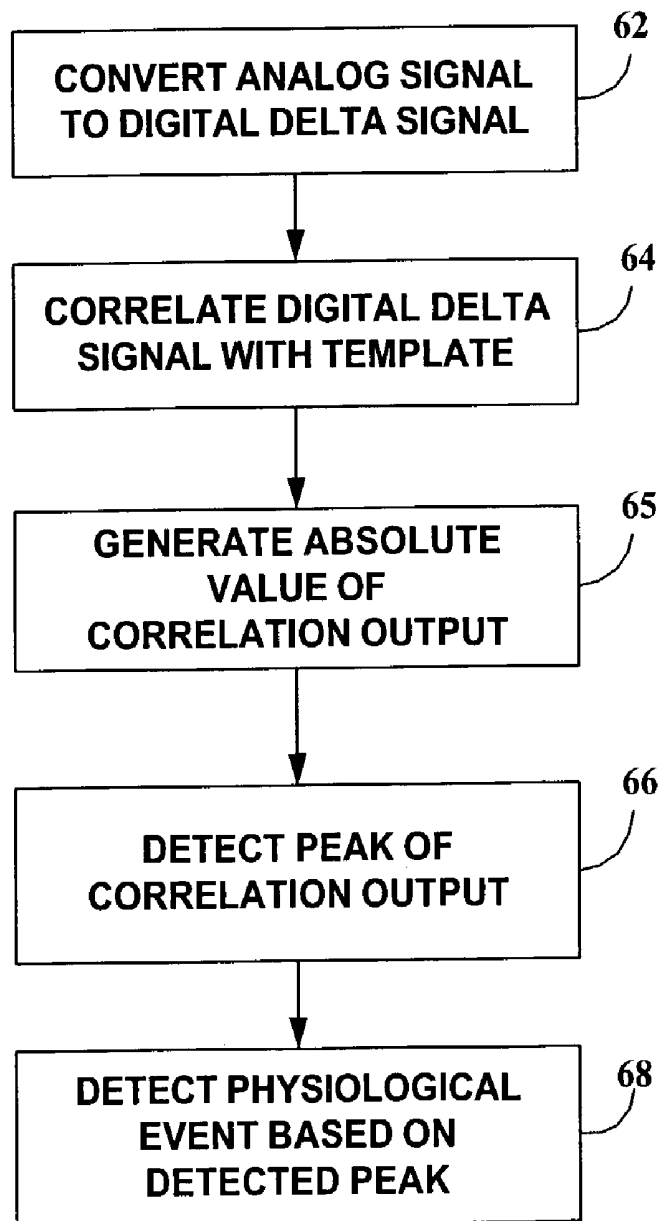 62
CONVERT ANALOG SIGNAL
TO DIGITAL DELTA SIGNAL
64
CORRELATE DIGITAL DELTA
SIGNAL WITH TEMPLATE
65
GENERATE ABSOLUTE
VALUE OF
CORRELATION OUTPUT
66
DETECT PEAK OF
CORRELATION OUTPUT
68
DETECT PHYSIOLOGICAL
EVENT BASED ON
DETECTED PEAK